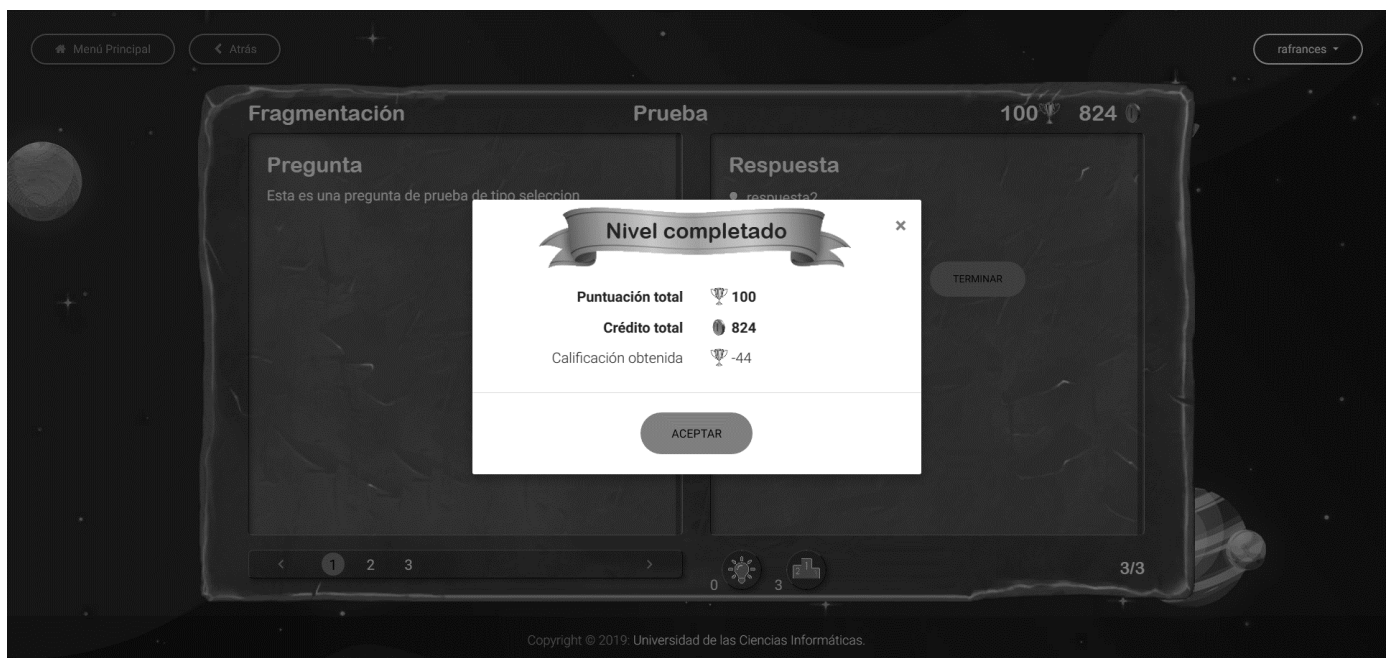 Menú Principal
Atrás
rafrances
Fragmentación
Prueba
100
824
Pregunta
Esta es una pregunta de prueba de tipo seleccion
Respuesta
respuesta2
TERMINAR
Nivel completado
×
Puntuación total 100
Crédito total 824
Calificación obtenida -44
ACEPTAR
< 1 2 3 >
0
3
3/3
Copyright © 2019. Universidad de las Ciencias Informáticas.